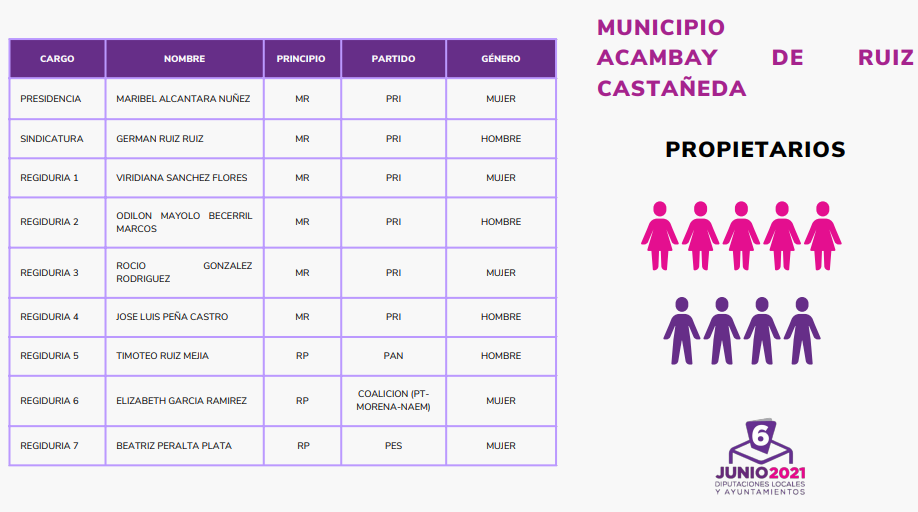 MUNICIPIO
ACAMBAY DE RUIZ
CASTAÑEDA
CARGO NOMBRE PRINCIPIO PARTIDO GÉNERO
PRESIDENCIA MARIBEL ALCANTARA NUÑEZ MR PRI MUJER
SINDICATURA GERMAN RUIZ RUIZ MR PRI HOMBRE
REGIDURIA 1 VIRIDIANA SANCHEZ FLORES MR PRI MUJER
REGIDURIA 2 ODILON MAYOLO BECERRIL
MARCOS MR PRI HOMBRE
REGIDURIA 3 ROCIO GONZALEZ
RODRIGUEZ MR PRI MUJER
REGIDURIA 4 JOSE LUIS PEÑA CASTRO MR PRI HOMBRE
REGIDURIA 5 TIMOTEO RUIZ MEJIA RP PAN HOMBRE
REGIDURIA 6 ELIZABETH GARCIA RAMIREZ RP COALICION (PT-
MORENA-NAEM) MUJER
REGIDURIA 7 BEATRIZ PERALTA PLATA RP PES MUJER
PROPIETARIOS
6
JUNIO2021
DIPUTACIONES LOCALES
Y AYUNTAMIENTOS